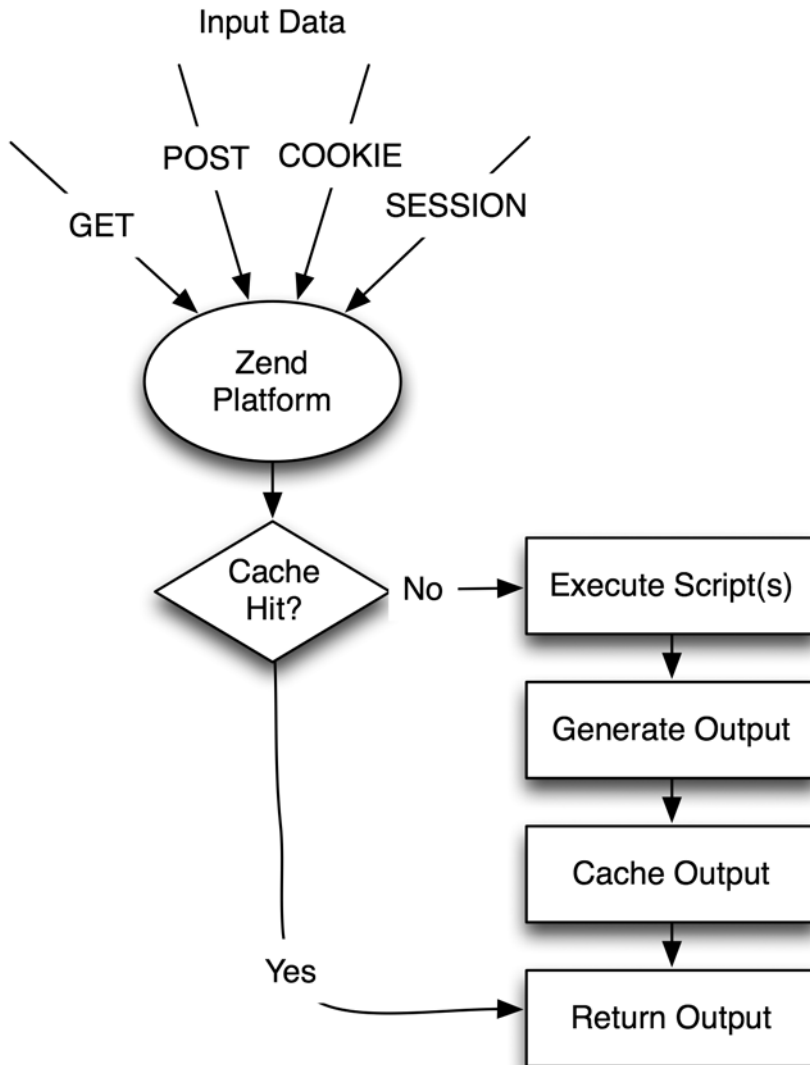 Input Data
POST
COOKIE
SESSION
GET
Zend
Platform
Cache
Hit?
No
Execute Script(s)
Generate Output
Cache Output
Yes
Return Output